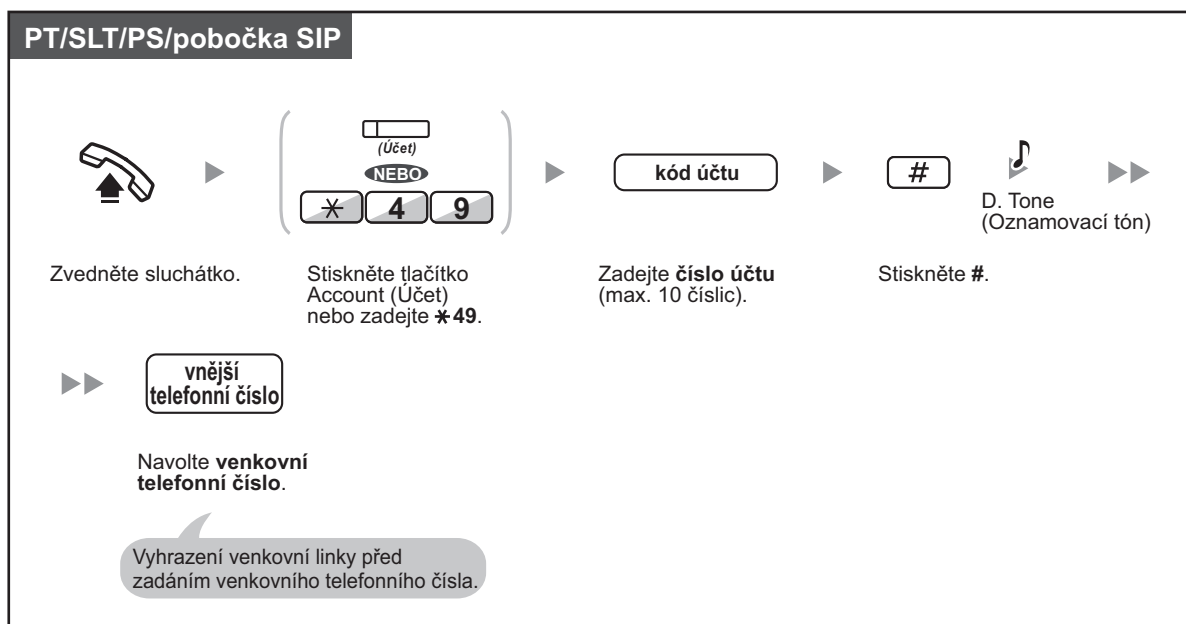 PT/SLT/PS/pobočka SIP
(Účet)
NEBO
* 4 9
kód účtu
#
D. Tone
(Oznamovací tón)
Zvedněte sluchátko.
Stiskněte tlačítko
Account (Účet)
nebo zadejte *49.
Zadejte číslo účtu
(max. 10 číslic).
Stiskněte #.
vnější
telefonní číslo
Navolte venkovní
telefonní číslo.
Vyhrazení venkovní linky před
zadáním venkovního telefonního čísla.